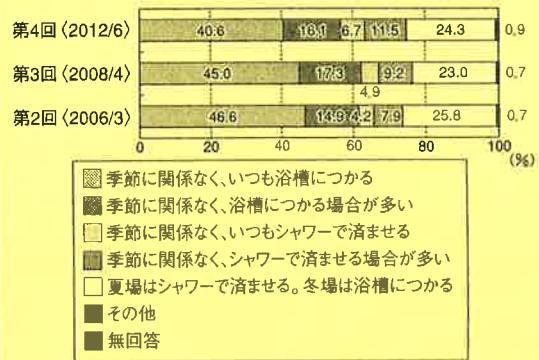 第4回〈2012/6〉 40.6 16.1 6.7 11.5 24.3 0.9
第3回〈2008/4〉 45.0 17.3 4.9 9.2 23.0 0.7
第2回〈2006/3〉 46.6 14.9 4.2 7.9 25.8 0.7
0 20 40 60 80 100
(%)
季節に関係なく、いつも浴槽につかる
季節に関係なく、浴槽につかる場合が多い
季節に関係なく、いつもシャワーで済ませる
季節に関係なく、シャワーで済ませる場合が多い
夏場はシャワーで済ませる。冬場は浴槽につかる
その他
無回答